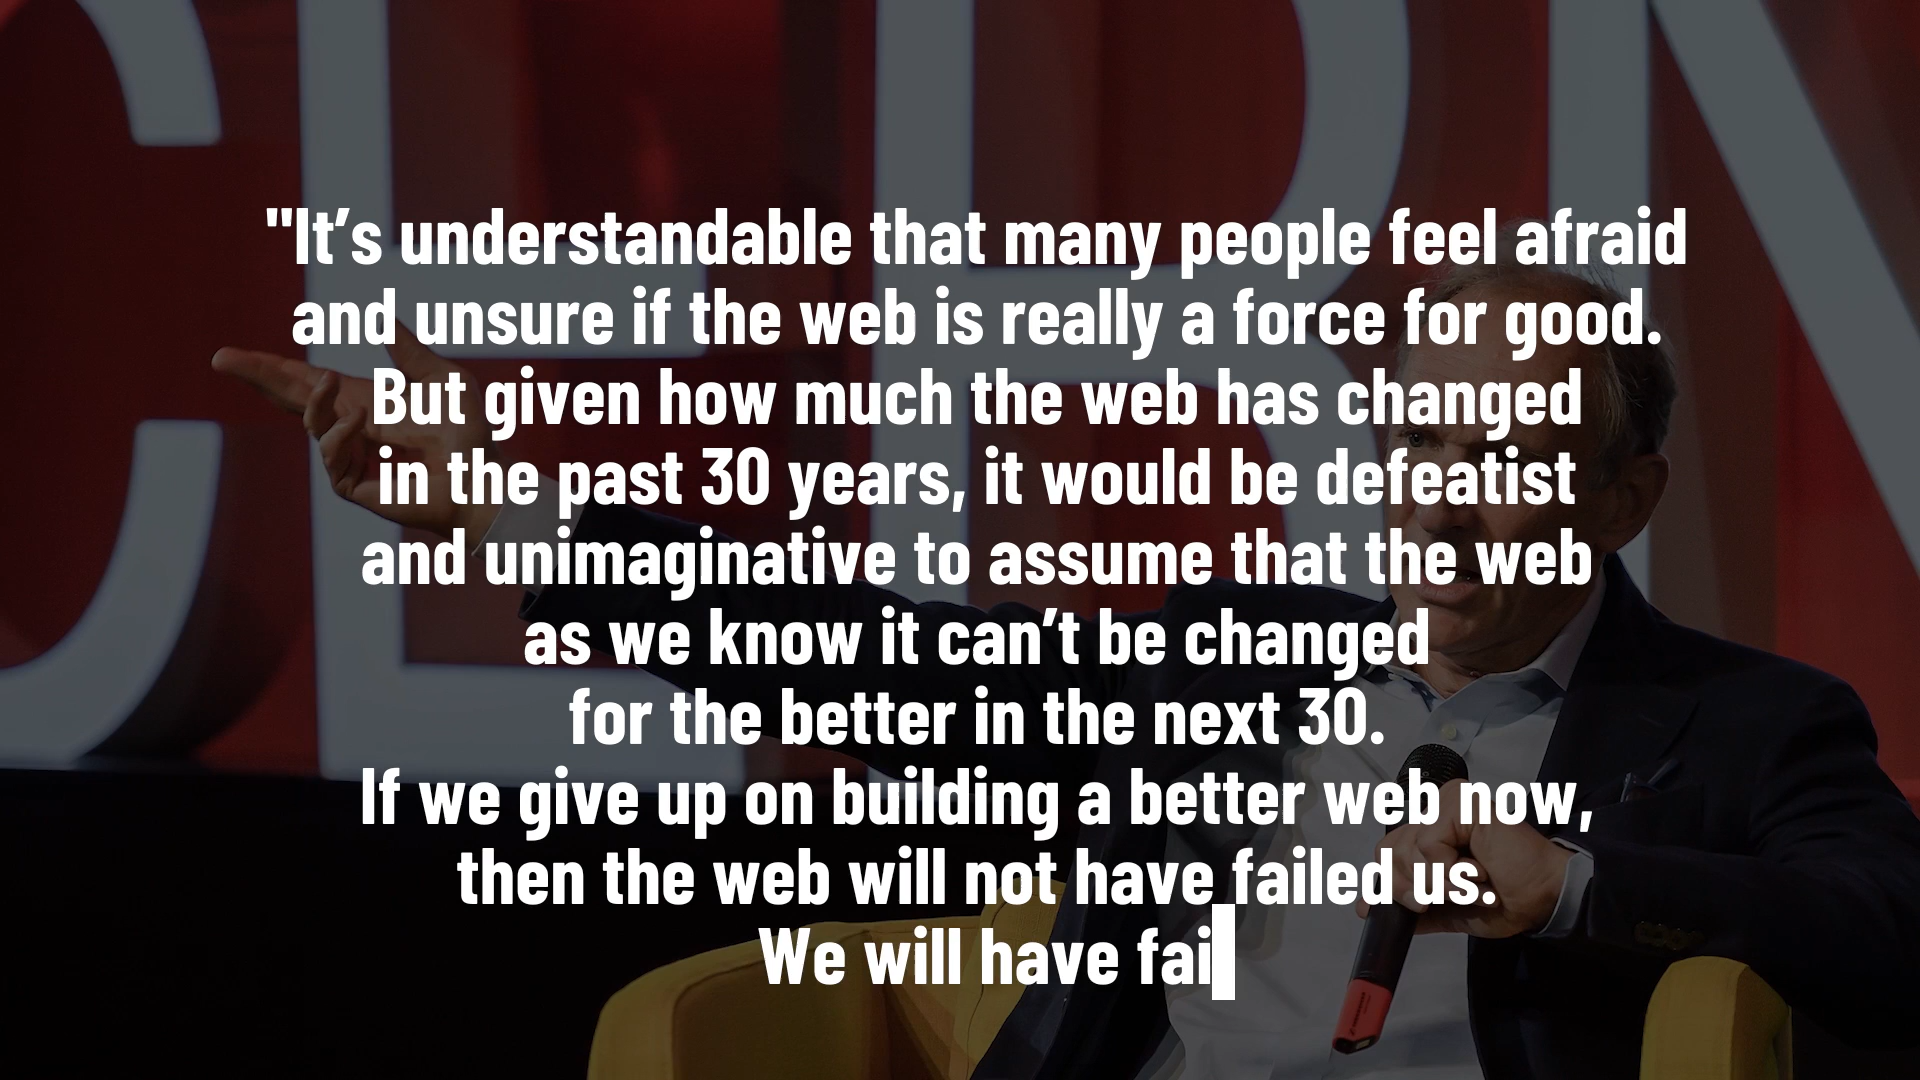 CERN
"It’s understandable that many people feel afraid
and unsure if the web is really a force for good.
But given how much the web has changed
in the past 30 years, it would be defeatist
and unimaginative to assume that the web
as we know it can’t be changed
for the better in the next 30.
If we give up on building a better web now,
then the web will not have failed us.
We will have fai